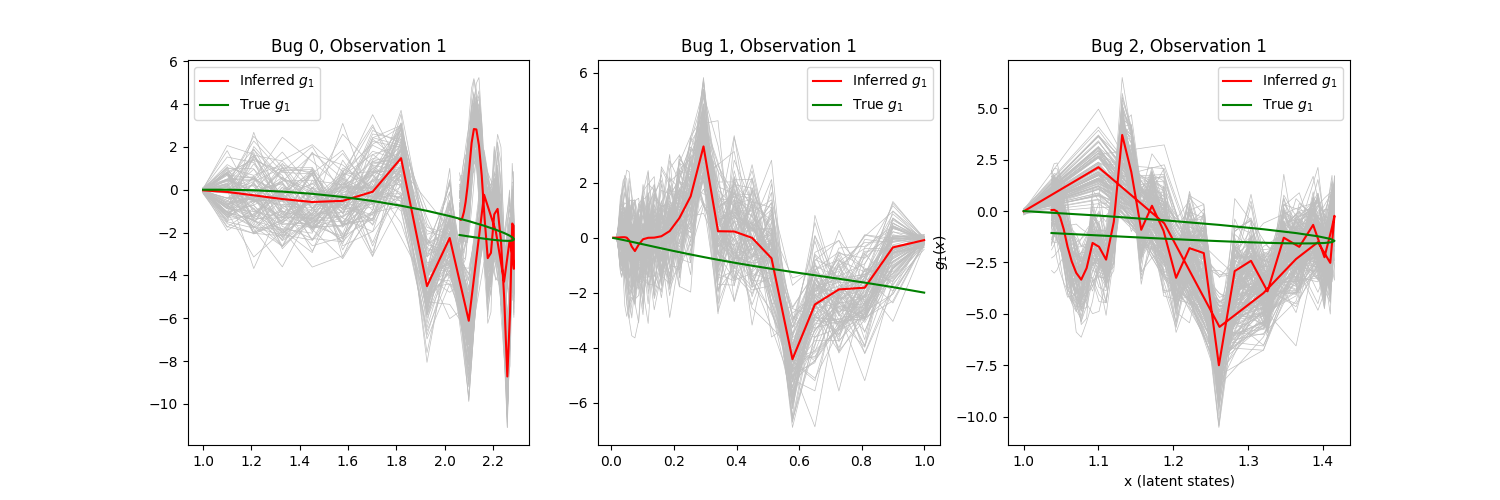 Bug 0, Observation 1
6
4
2
0
−2
−4
−6
−8
−10
1.0 1.2 1.4 1.6 1.8 2.0 2.2
Inferred g₁
True g₁
Bug 1, Observation 1
6
4
2
0
−2
−4
−6
0.0 0.2 0.4 0.6 0.8 1.0
Inferred g₁
True g₁
Bug 2, Observation 1
g₁(x)
5.0
2.5
0.0
−2.5
−5.0
−7.5
−10.0
1.0 1.1 1.2 1.3 1.4
x (latent states)
Inferred g₁
True g₁